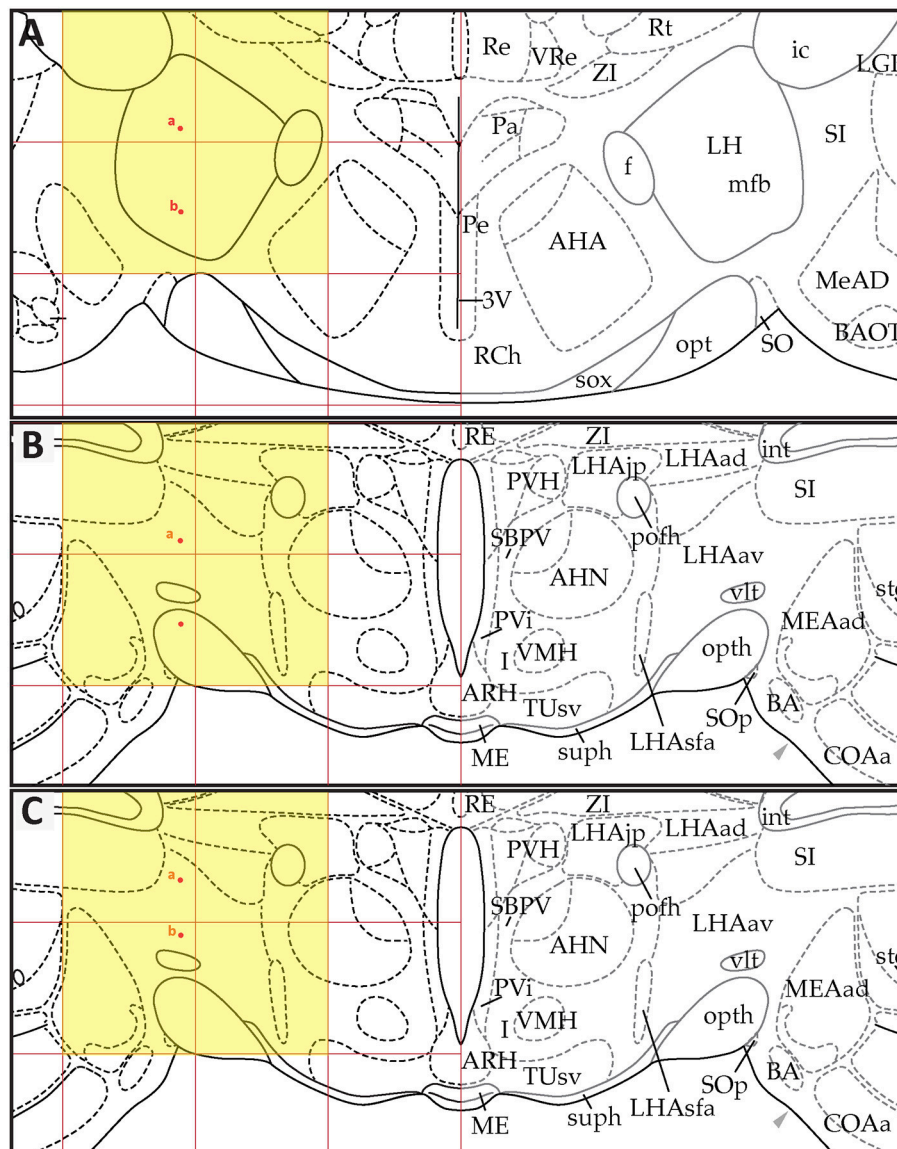 A
Re
VRe
Rt
ZI
ic
LGI
a
Pa
LH
SI
f
mfb
b
Pe
AHA
MeAD
3V
BAOT
RCh
opt
SO
sox
B
RE
ZI
LHAjp
LHAad
int
PVH
SI
pofh
SBPV
LHAav
a
AHN
vlt
stc
PVi
MEAad
I
VMH
opth
ARH
TUsv
SOp
BA
ME
suph
LHAsfa
COAa
C
RE
ZI
LHAjp
LHAad
int
PVH
SI
a
pofh
SBPV
LHAav
b
AHN
vlt
stc
PVi
MEAad
I
VMH
opth
ARH
TUsv
SOp
BA
ME
suph
LHAsfa
COAa